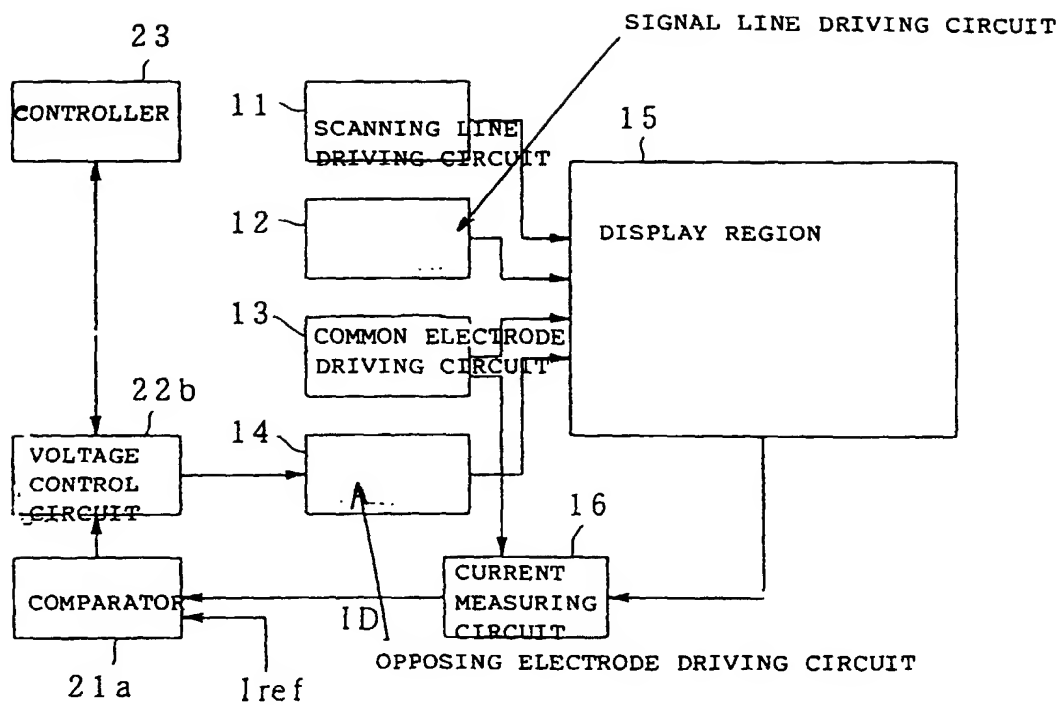 SIGNAL LINE DRIVING CIRCUIT
23
CONTROLLER
11
SCANNING LINE
DRIVING CIRCUIT
15
12
DISPLAY REGION
13
COMMON ELECTRODE
DRIVING CIRCUIT
22b
VOLTAGE
CONTROL
CIRCUIT
14
16
CURRENT
MEASURING
CIRCUIT
COMPARATOR
ID
OPPOSING ELECTRODE DRIVING CIRCUIT
21a
Iref